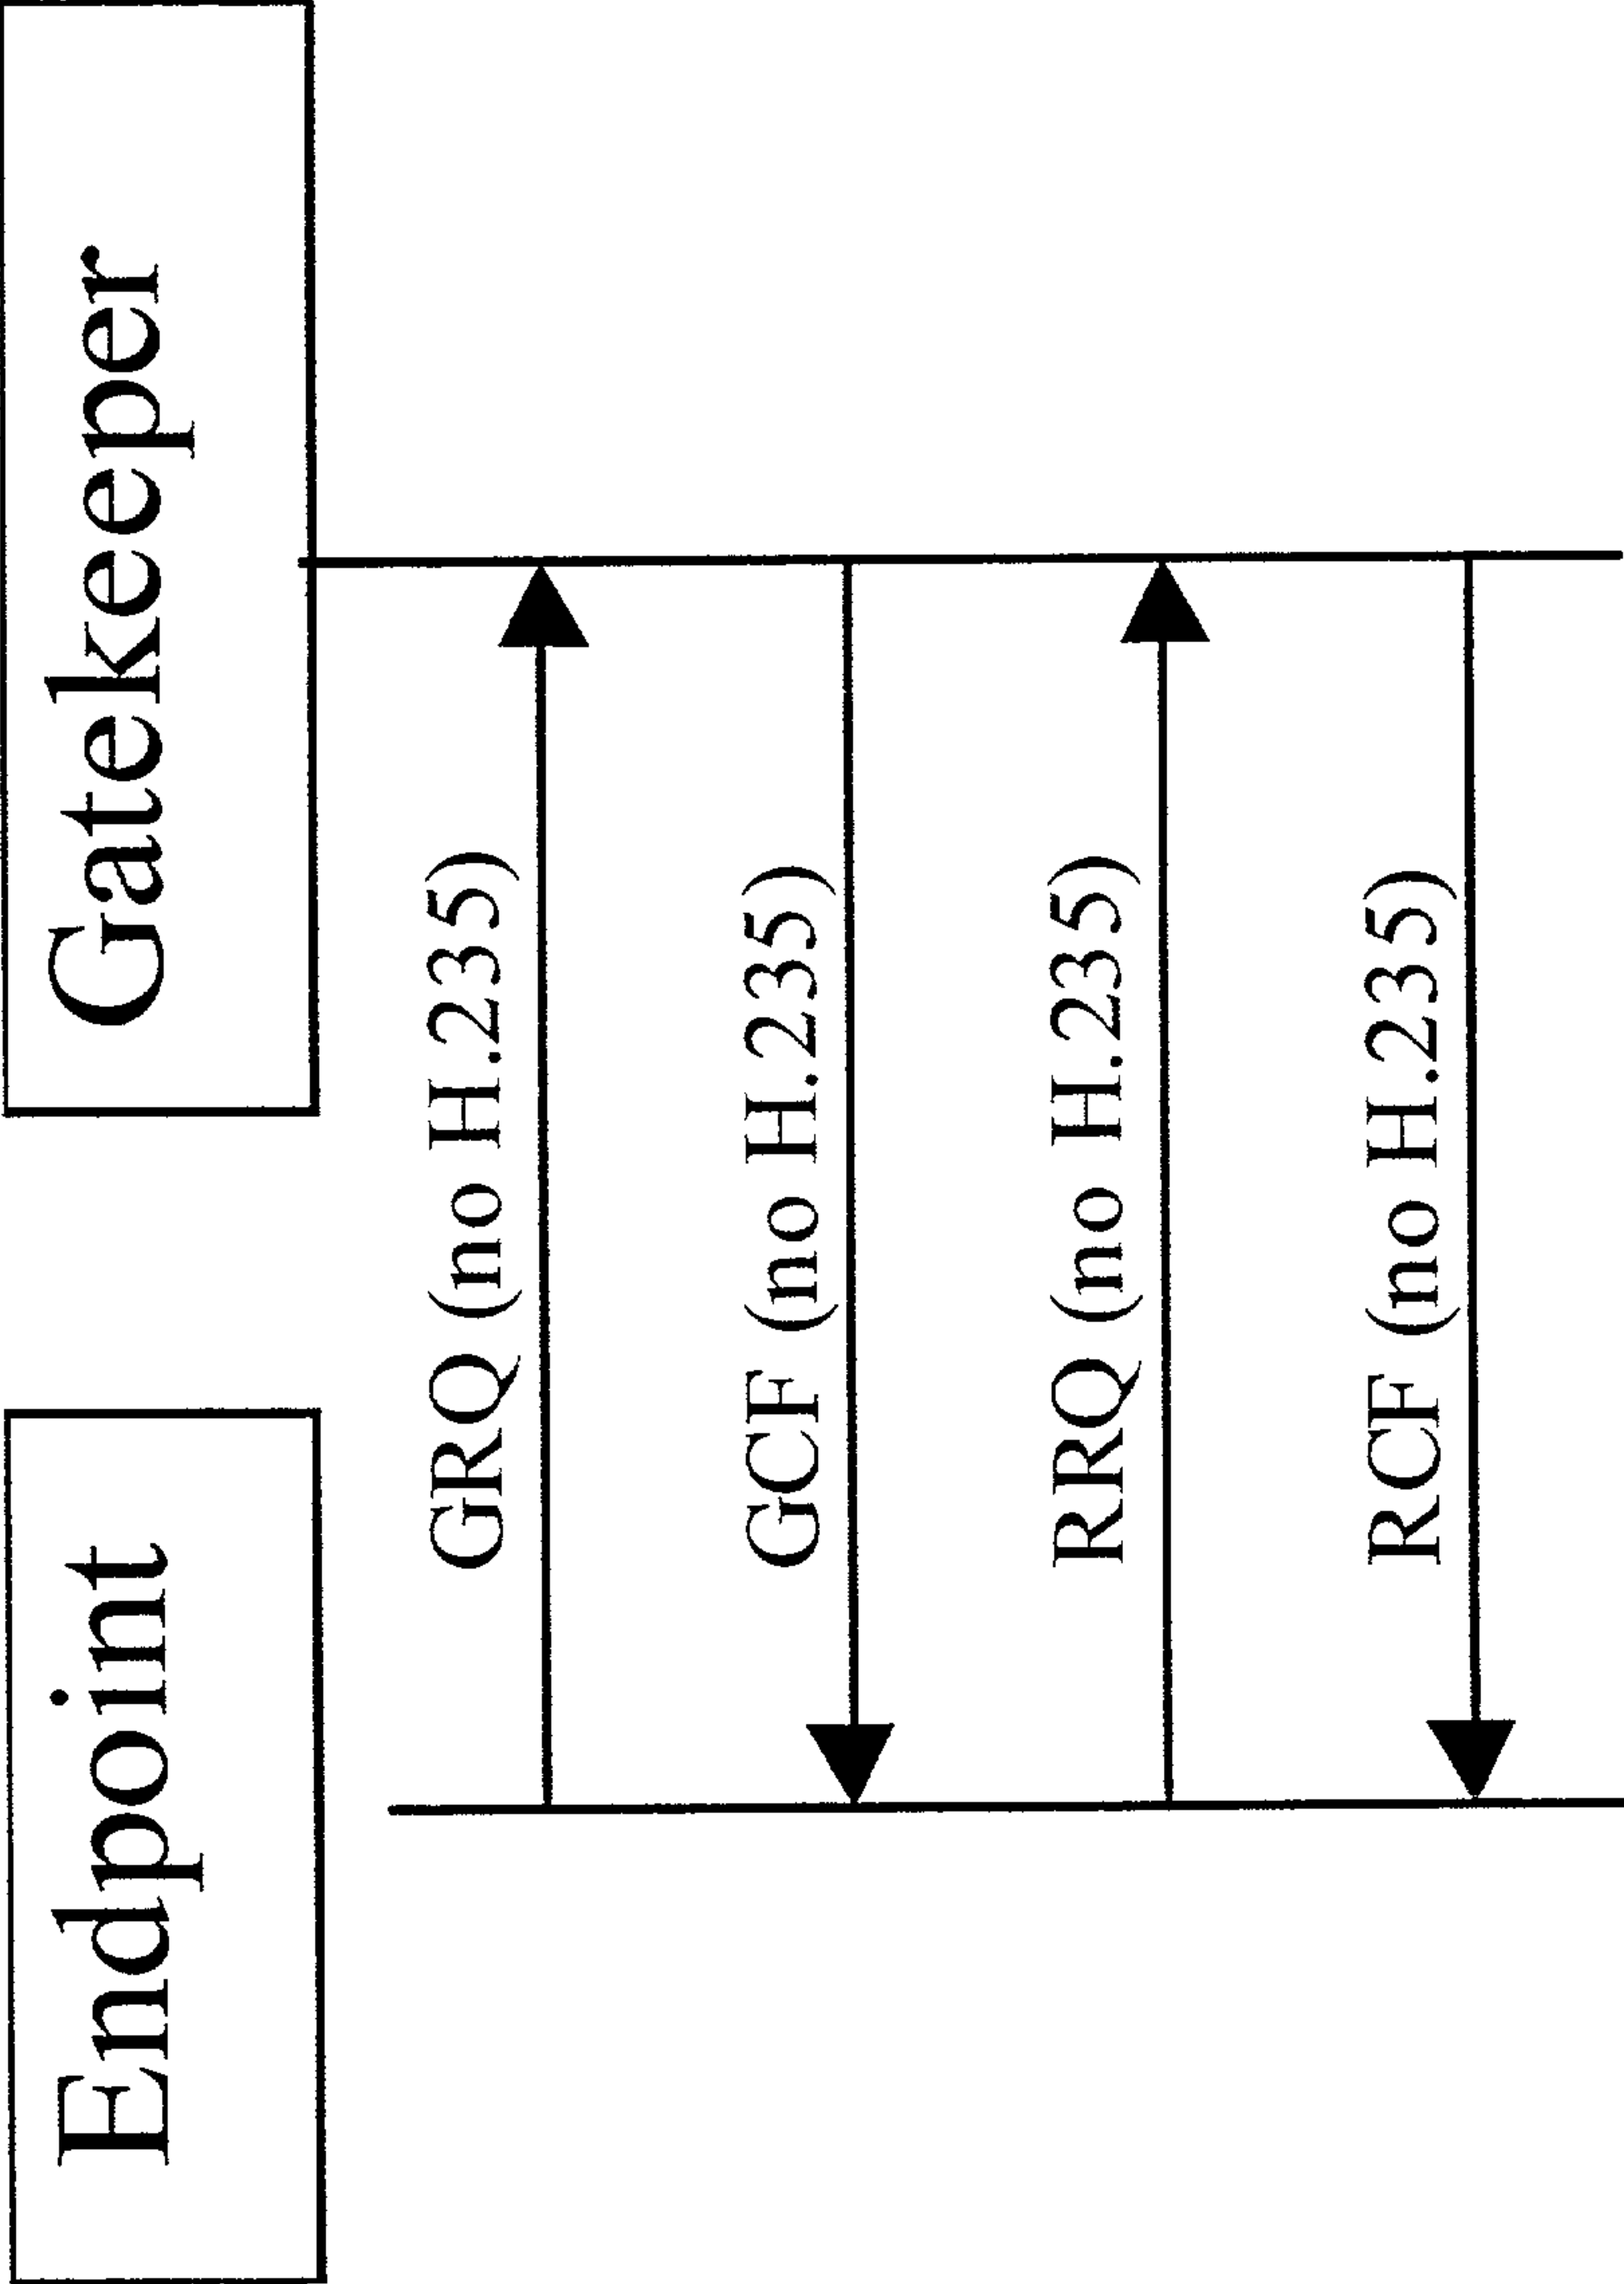 Endpoint
Gatekeeper
GRQ (no H.235)
GCF (no H.235)
RRQ (no H.235)
RCF (no H.235)